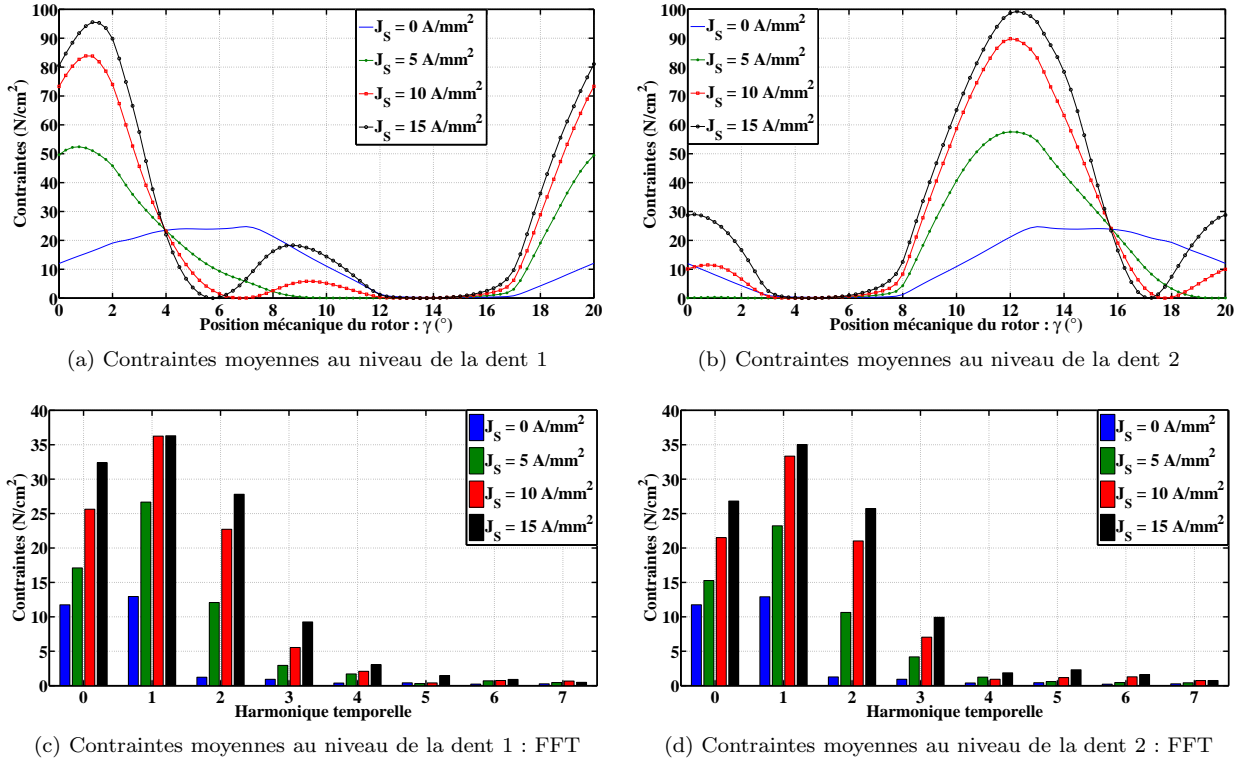 Contraintes (N/cm²)
100
90
80
70
60
50
40
30
20
10
0
0 2 4 6 8 10 12 14 16 18 20
Position mécanique du rotor : γ (°)
J_S = 0 A/mm²
J_S = 5 A/mm²
J_S = 10 A/mm²
J_S = 15 A/mm²
(a) Contraintes moyennes au niveau de la dent 1
Contraintes (N/cm²)
100
90
80
70
60
50
40
30
20
10
0
0 2 4 6 8 10 12 14 16 18 20
Position mécanique du rotor : γ (°)
J_S = 0 A/mm²
J_S = 5 A/mm²
J_S = 10 A/mm²
J_S = 15 A/mm²
(b) Contraintes moyennes au niveau de la dent 2
Contraintes (N/cm²)
40
35
30
25
20
15
10
5
0
0 1 2 3 4 5 6 7
Harmonique temporelle
J_S = 0 A/mm²
J_S = 5 A/mm²
J_S = 10 A/mm²
J_S = 15 A/mm²
(c) Contraintes moyennes au niveau de la dent 1 : FFT
Contraintes (N/cm²)
40
35
30
25
20
15
10
5
0
0 1 2 3 4 5 6 7
Harmonique temporelle
J_S = 0 A/mm²
J_S = 5 A/mm²
J_S = 10 A/mm²
J_S = 15 A/mm²
(d) Contraintes moyennes au niveau de la dent 2 : FFT